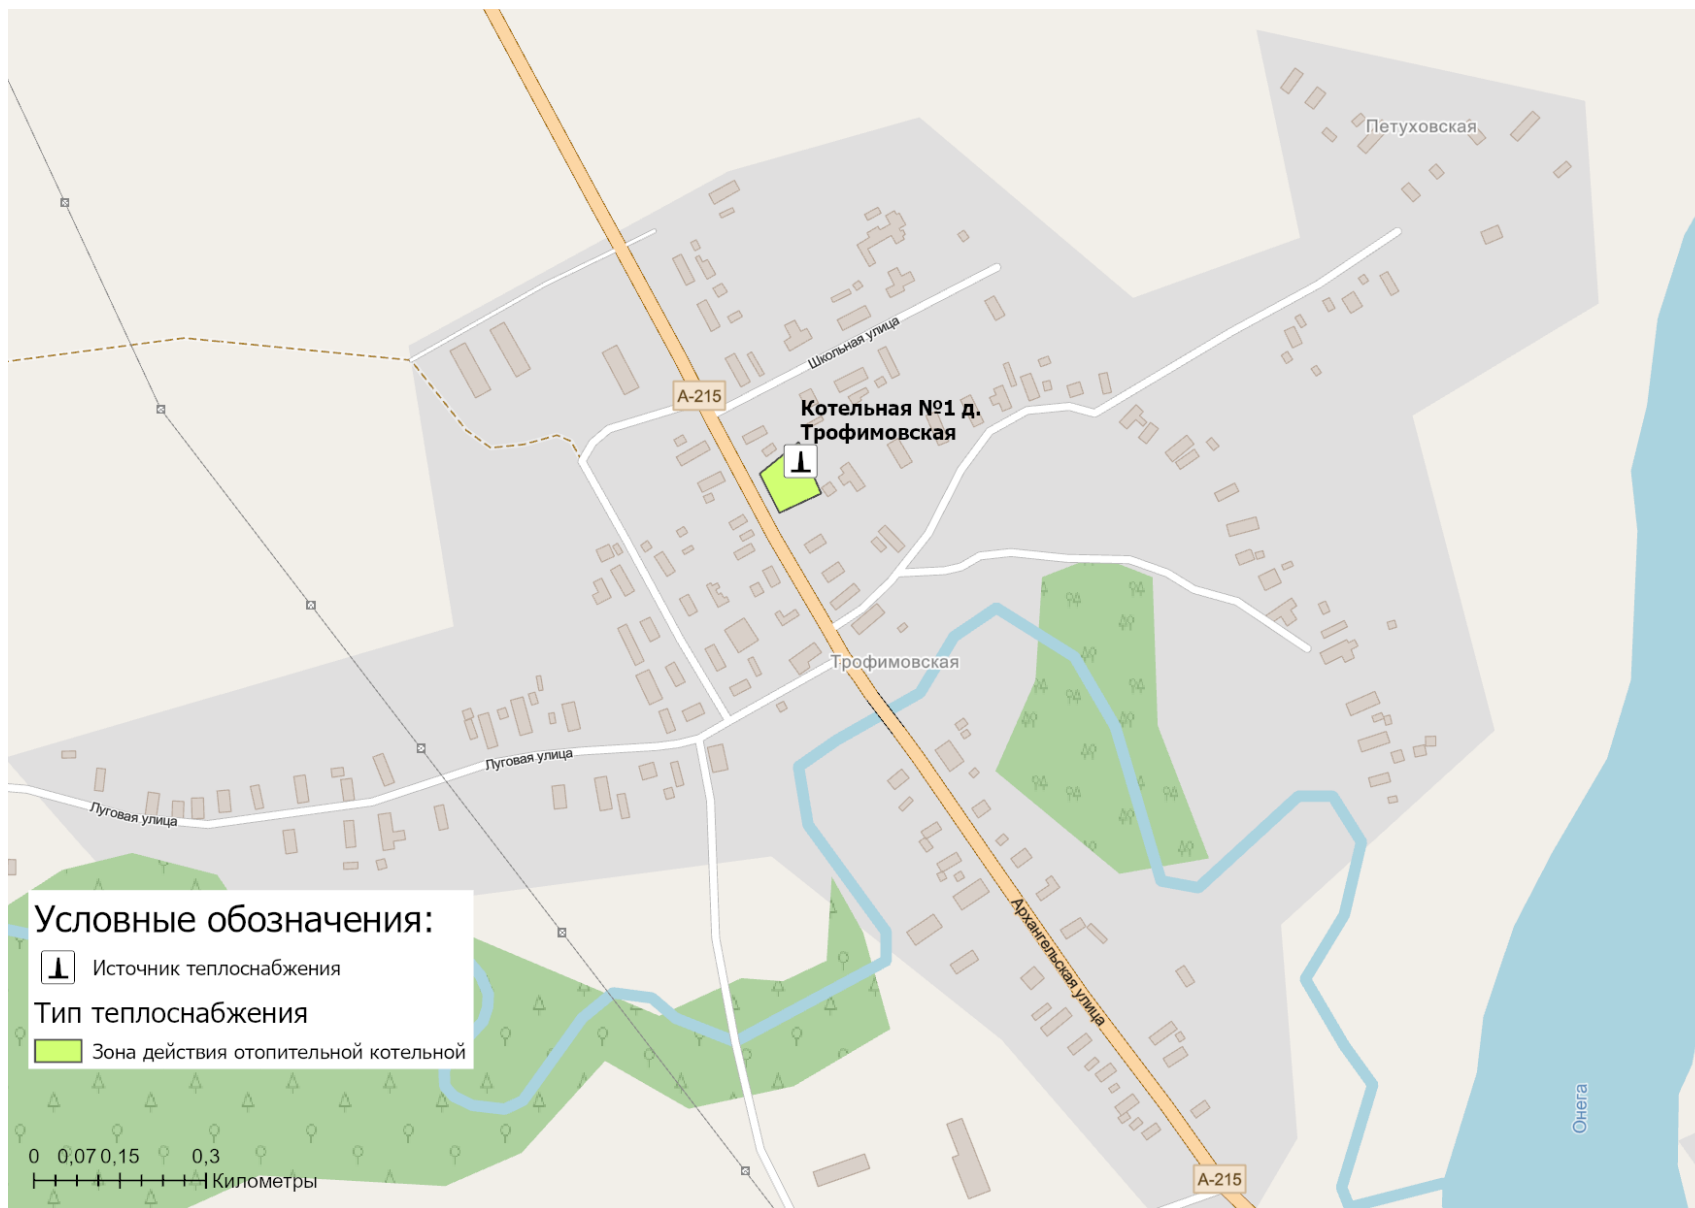 Петуховская
Школьная улица
А-215
Котельная №1 д.
Трофимовская
Трофимовская
Луговая улица
Луговая улица
Архангельская улица
Условные обозначения:
Источник теплоснабжения
Тип теплоснабжения
Зона действия отопительной котельной
Онега
0 0,07 0,15 0,3
Километры
А-215